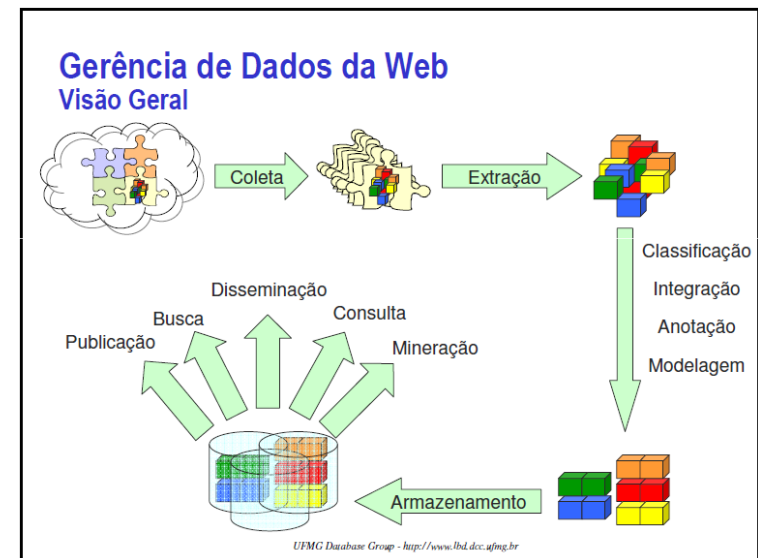 Gerência de Dados da Web
Visão Geral
Coleta
Extração
Classificação
Integração
Anotação
Modelagem
Armazenamento
Publicação
Busca
Disseminação
Consulta
Mineração
UFMG Database Group - http://www.lbd.dcc.ufmg.br